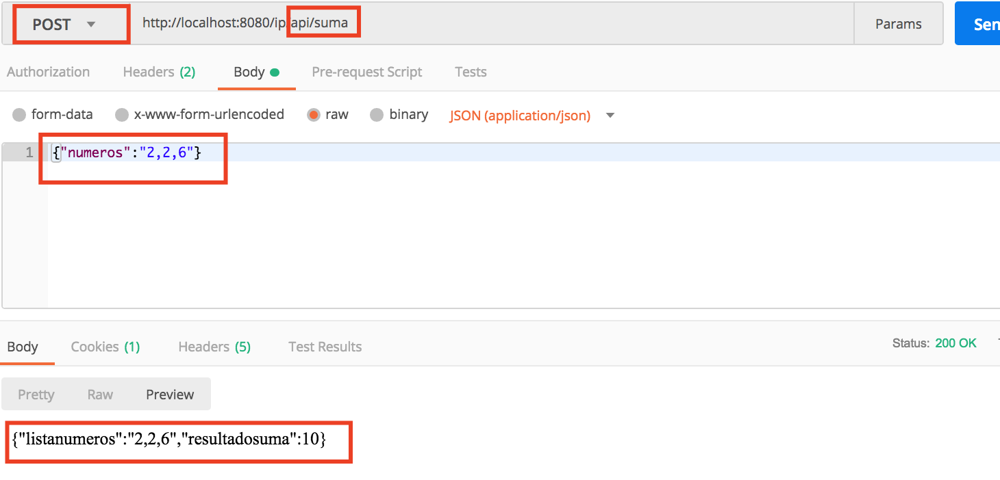 POST http://localhost:8080/ip/api/suma Params
Authorization Headers (2) Body Pre-request Script Tests
form-data x-www-form-urlencoded raw binary JSON (application/json)
1 {"numeros":"2,2,6"}
Body Cookies (1) Headers (5) Test Results Status: 200 OK
Pretty Raw Preview
{"listanumeros":"2,2,6","resultadosuma":10}